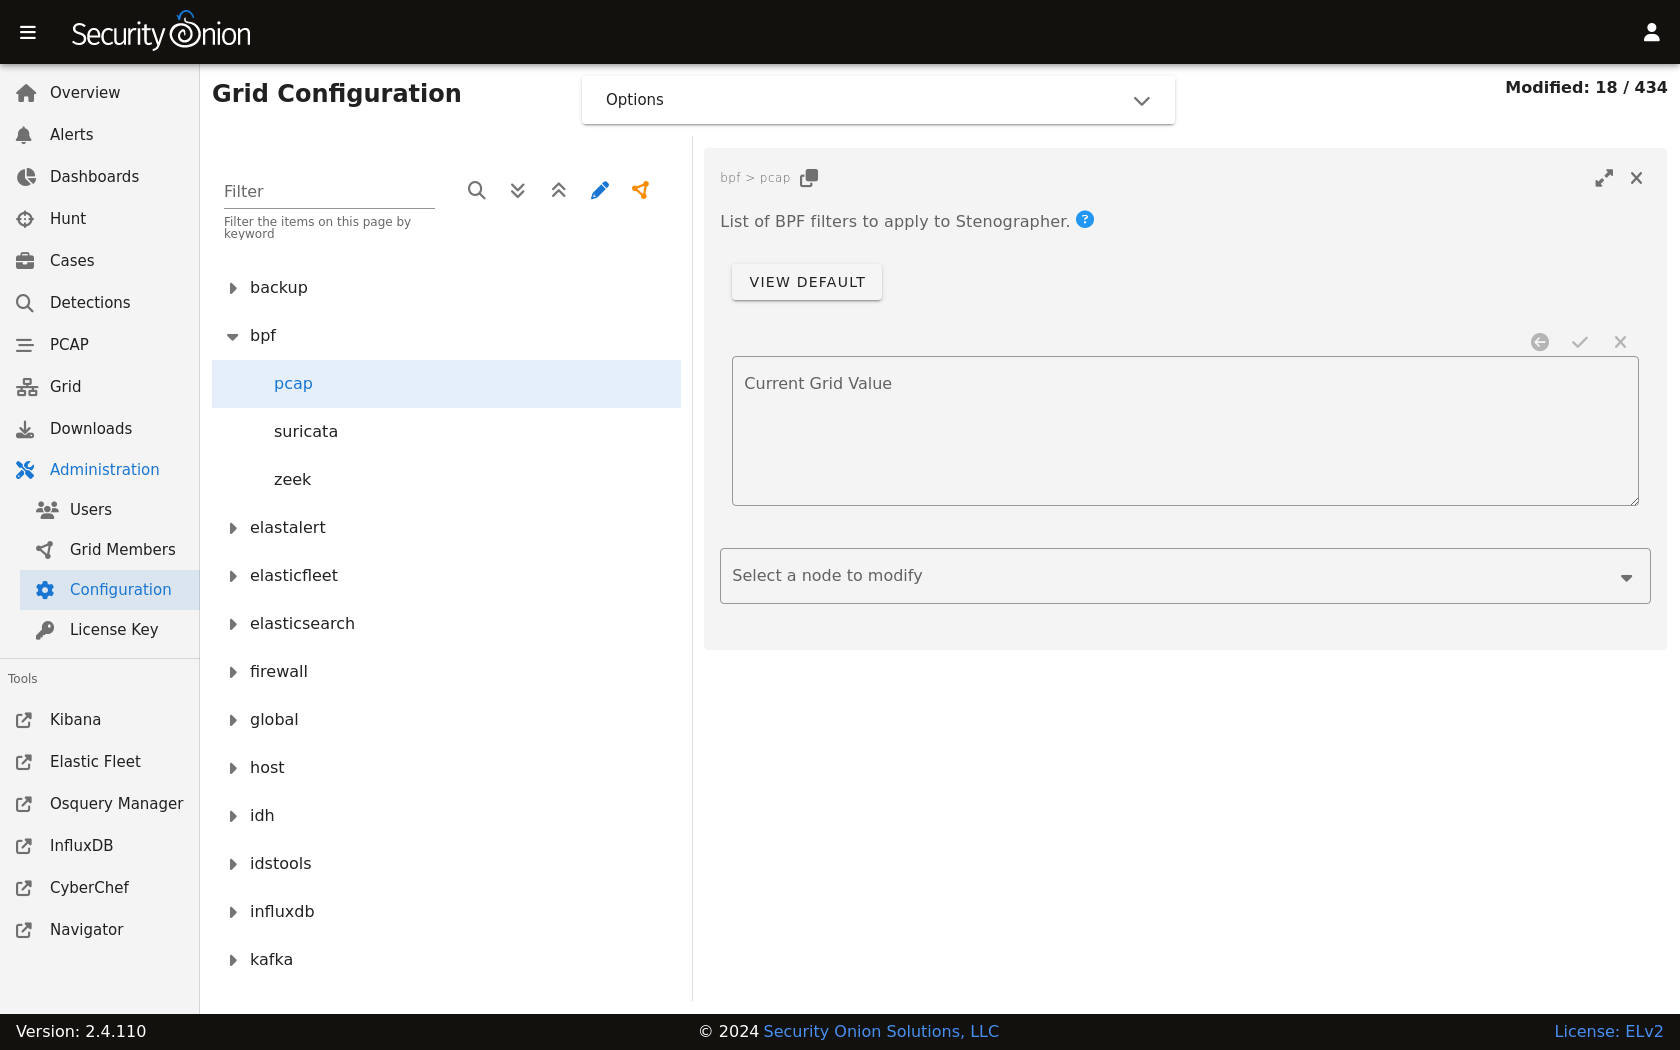 Security Onion
Overview
Alerts
Dashboards
Hunt
Cases
Detections
PCAP
Grid
Downloads
Administration
Users
Grid Members
Configuration
License Key
Tools
Kibana
Elastic Fleet
Osquery Manager
InfluxDB
CyberChef
Navigator
Grid Configuration
Options
Modified: 18 / 434
Filter
Filter the items on this page by
keyword
backup
bpf
pcap
suricata
zeek
elastalert
elasticfleet
elasticsearch
firewall
global
host
idh
idstools
influxdb
kafka
bpf > pcap
List of BPF filters to apply to Stenographer. ?
VIEW DEFAULT
Current Grid Value
Select a node to modify
Version: 2.4.110
© 2024 Security Onion Solutions, LLC
License: ELv2